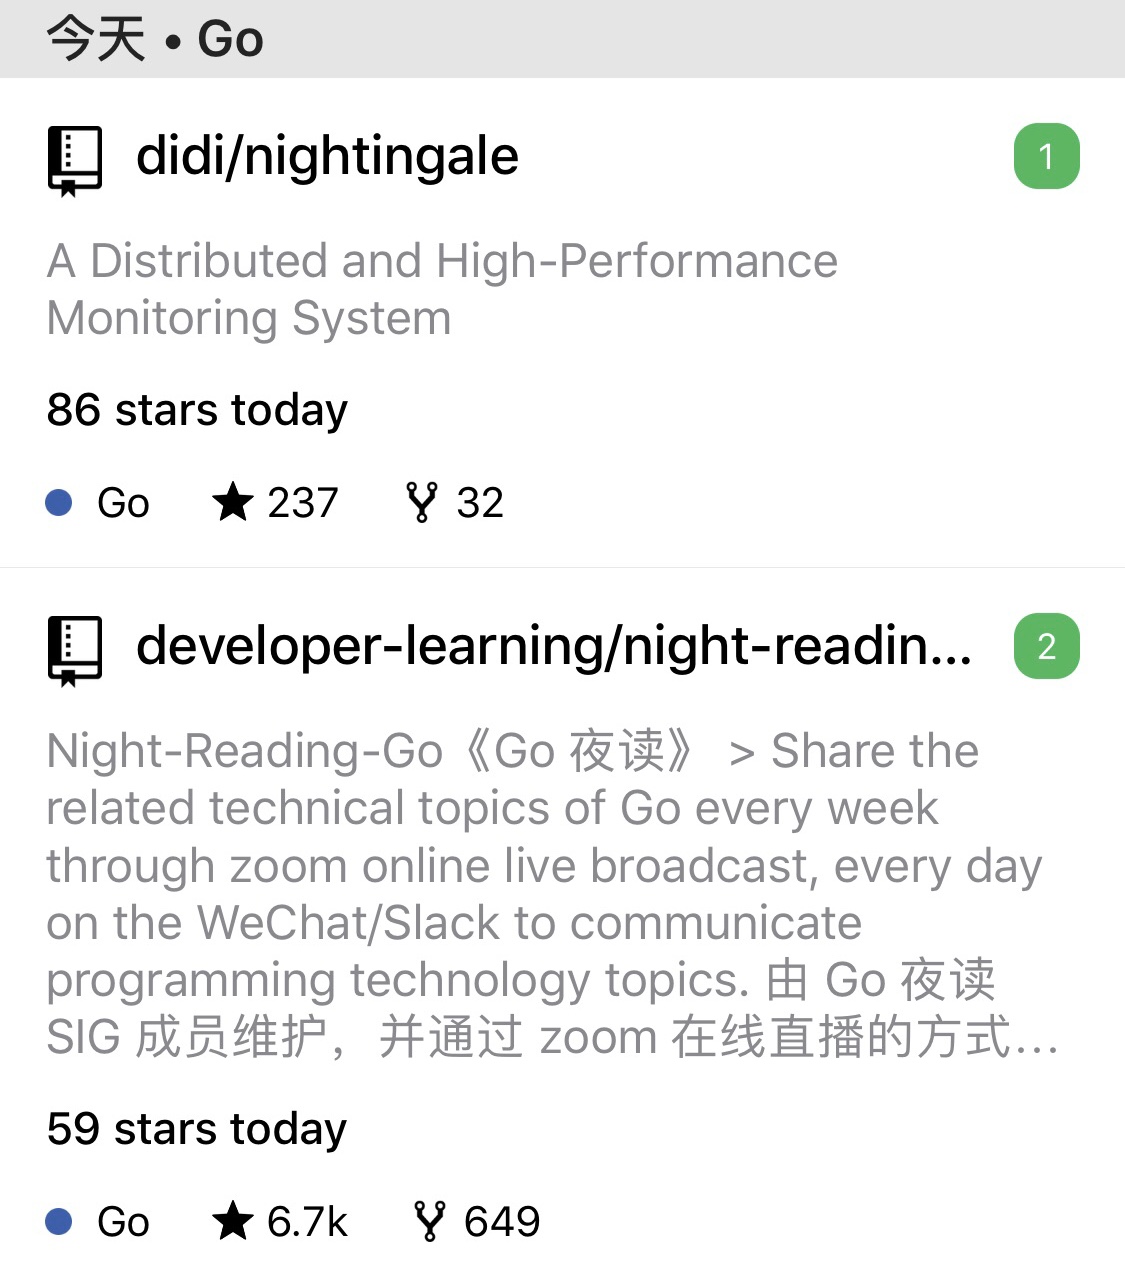 今天 • Go
didi/nightingale
1
A Distributed and High-Performance
Monitoring System
86 stars today
Go ★ 237 32
developer-learning/night-readin...
2
Night-Reading-Go《Go 夜读》 > Share the
related technical topics of Go every week
through zoom online live broadcast, every day
on the WeChat/Slack to communicate
programming technology topics. 由 Go 夜读
SIG 成员维护，并通过 zoom 在线直播的方式...
59 stars today
Go ★ 6.7k 649